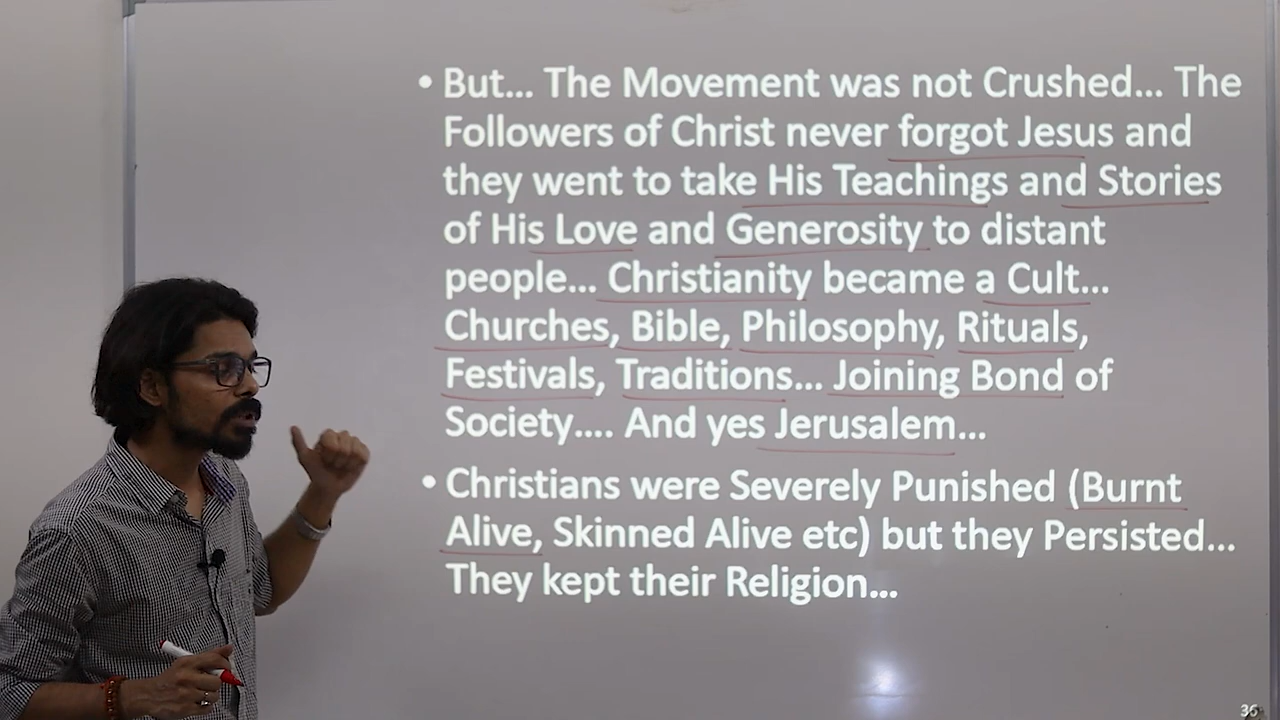 • But... The Movement was not Crushed... The
Followers of Christ never forgot Jesus and
they went to take His Teachings and Stories
of His Love and Generosity to distant
people... Christianity became a Cult...
Churches, Bible, Philosophy, Rituals,
Festivals, Traditions... Joining Bond of
Society.... And yes Jerusalem...
• Christians were Severely Punished (Burnt
Alive, Skinned Alive etc) but they Persisted...
They kept their Religion...
36